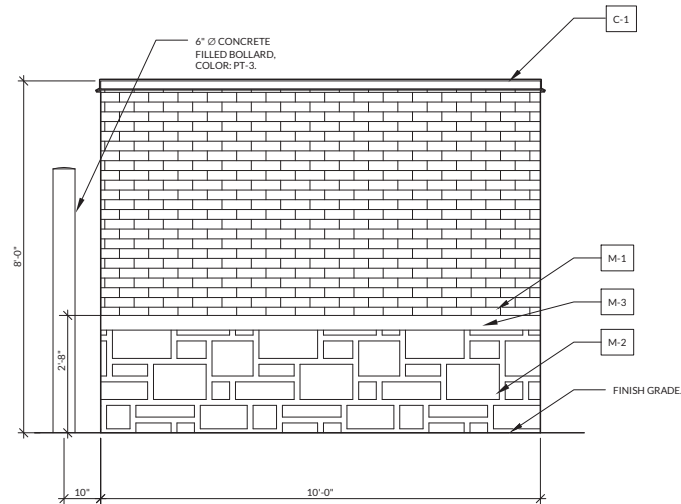 C-1
6" Ø CONCRETE
FILLED BOLLARD,
COLOR: PT-3.
8'-0"
M-1
M-3
2'-8"
M-2
FINISH GRADE.
10"
10'-0"